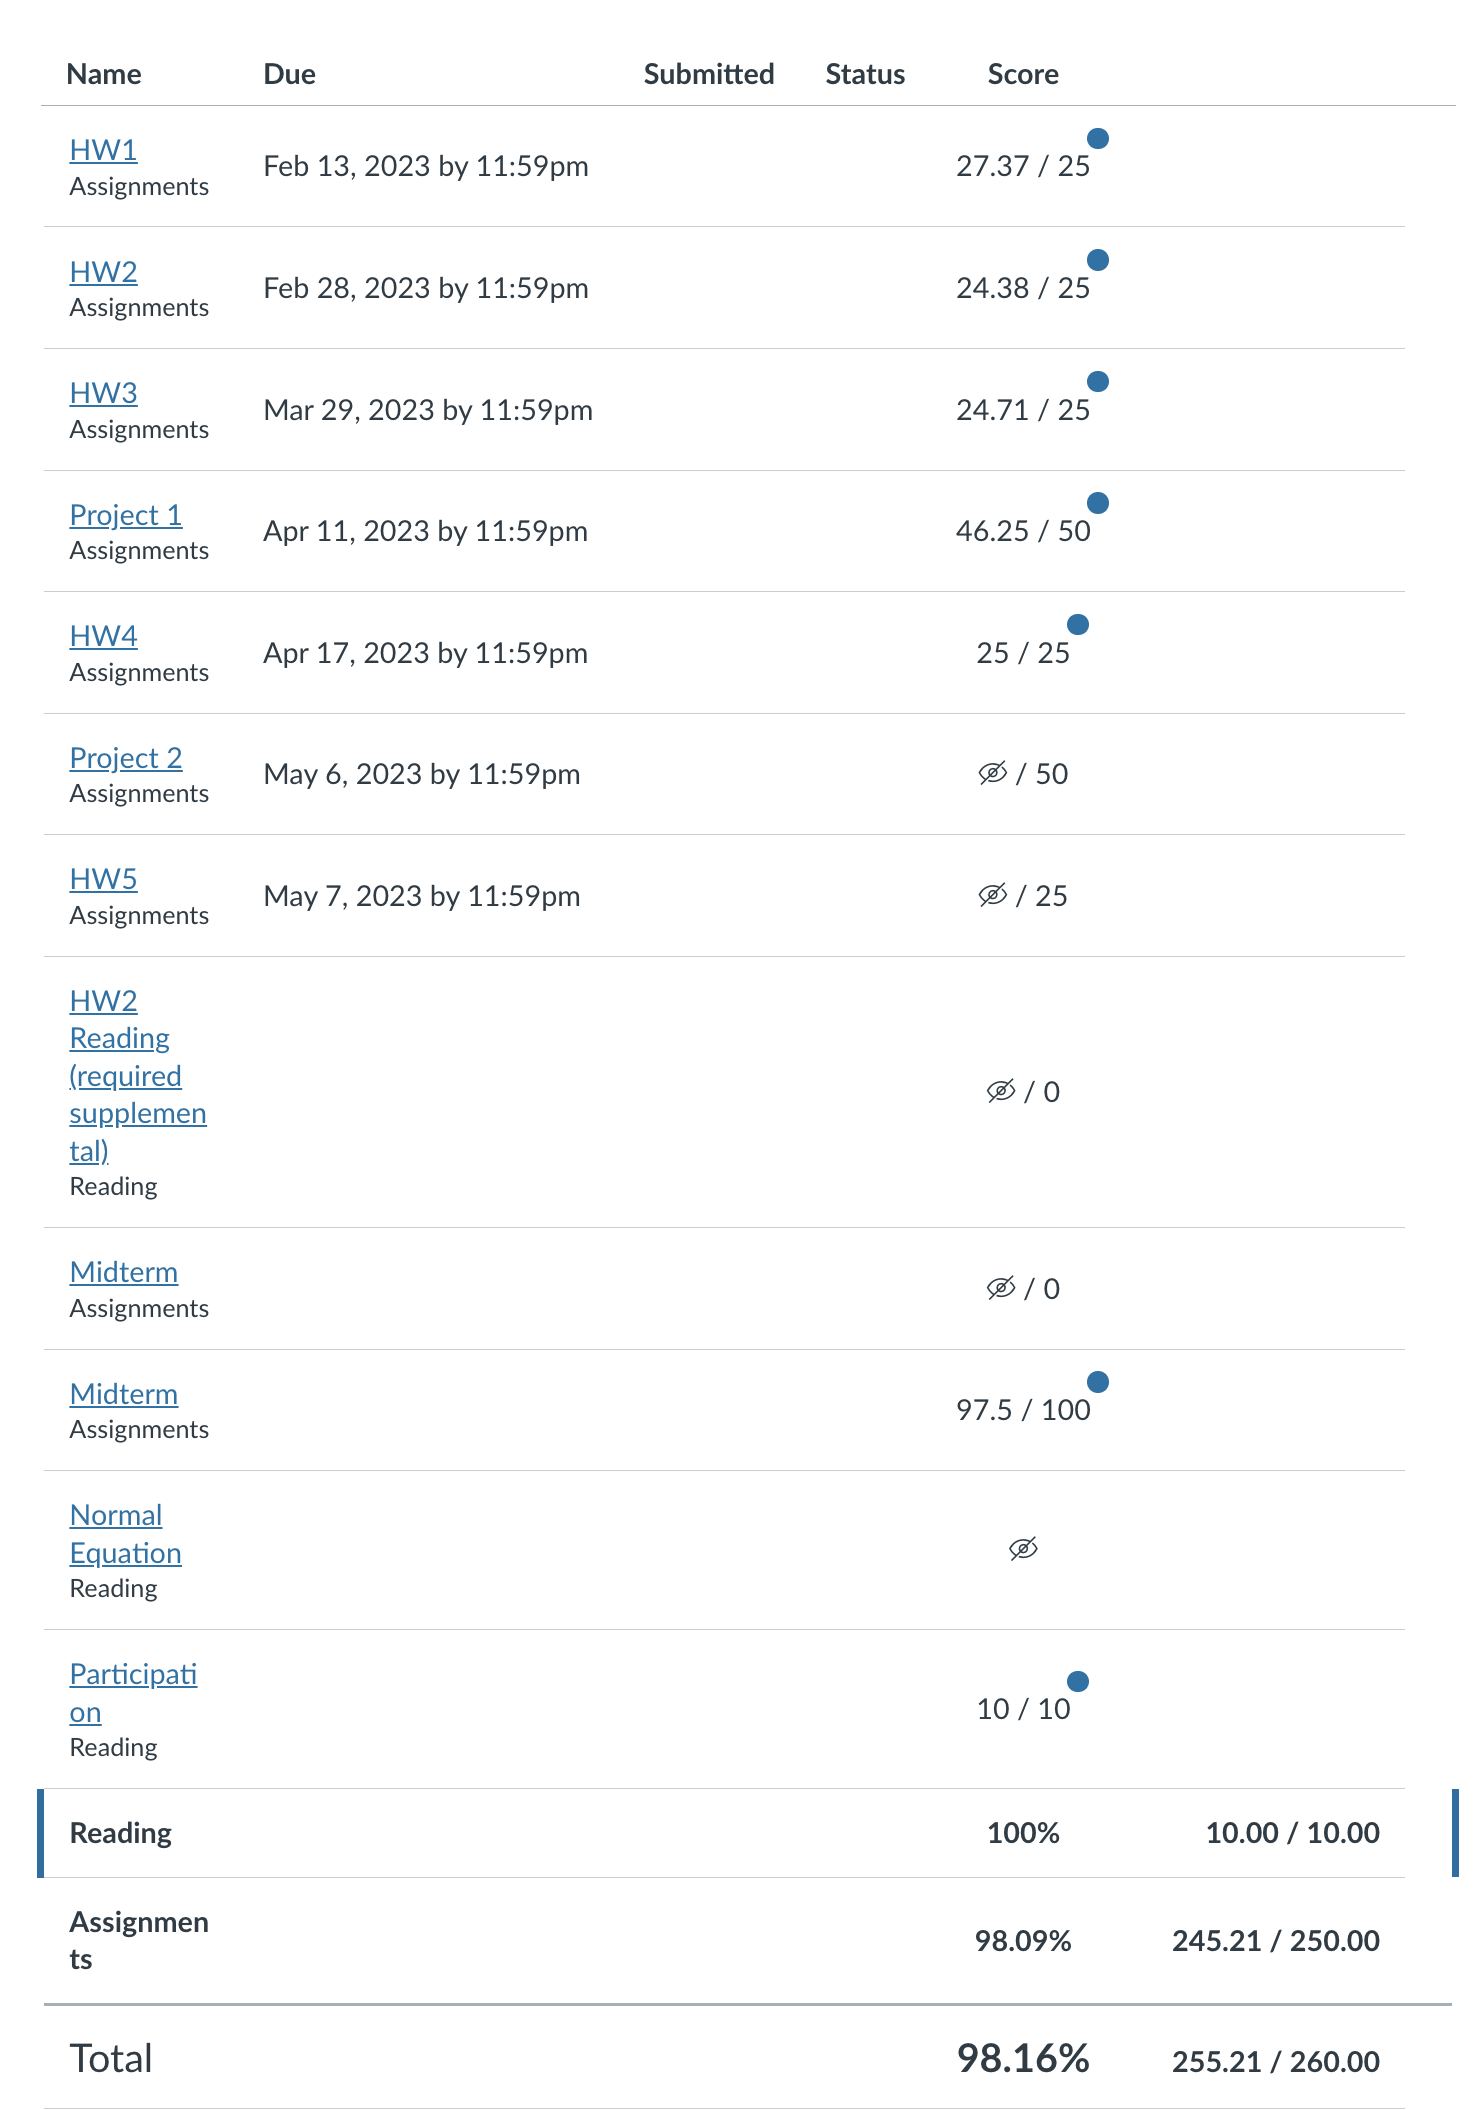 Name Due Submitted Status Score
HW1
Assignments
Feb 13, 2023 by 11:59pm 27.37 / 25
HW2
Assignments
Feb 28, 2023 by 11:59pm 24.38 / 25
HW3
Assignments
Mar 29, 2023 by 11:59pm 24.71 / 25
Project 1
Assignments
Apr 11, 2023 by 11:59pm 46.25 / 50
HW4
Assignments
Apr 17, 2023 by 11:59pm 25 / 25
Project 2
Assignments
May 6, 2023 by 11:59pm / 50
HW5
Assignments
May 7, 2023 by 11:59pm / 25
HW2
Reading
(required
supplemen
tal)
Reading
/ 0
Midterm
Assignments
/ 0
Midterm
Assignments
97.5 / 100
Normal
Equation
Reading
Participati
on
Reading
10 / 10
Reading 100% 10.00 / 10.00
Assignmen
ts
98.09% 245.21 / 250.00
Total 98.16% 255.21 / 260.00